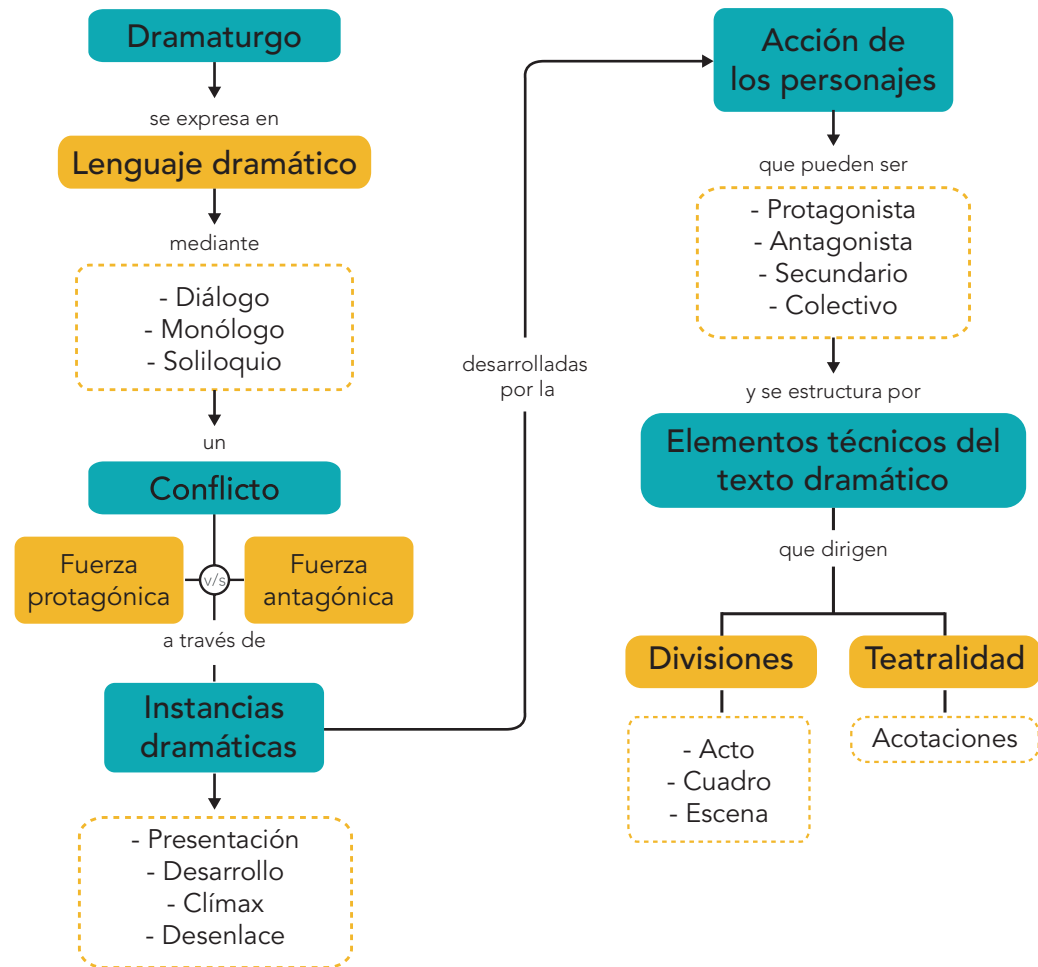 Dramaturgo
se expresa en
Lenguaje dramático
mediante
- Diálogo
- Monólogo
- Soliloquio
un
Conflicto
Fuerza
protagónica
v/s
Fuerza
antagónica
a través de
Instancias
dramáticas
- Presentación
- Desarrollo
- Clímax
- Desenlace
desarrolladas
por la
Acción de
los personajes
que pueden ser
- Protagonista
- Antagonista
- Secundario
- Colectivo
y se estructura por
Elementos técnicos del
texto dramático
que dirigen
Divisiones
- Acto
- Cuadro
- Escena
Teatralidad
Acotaciones